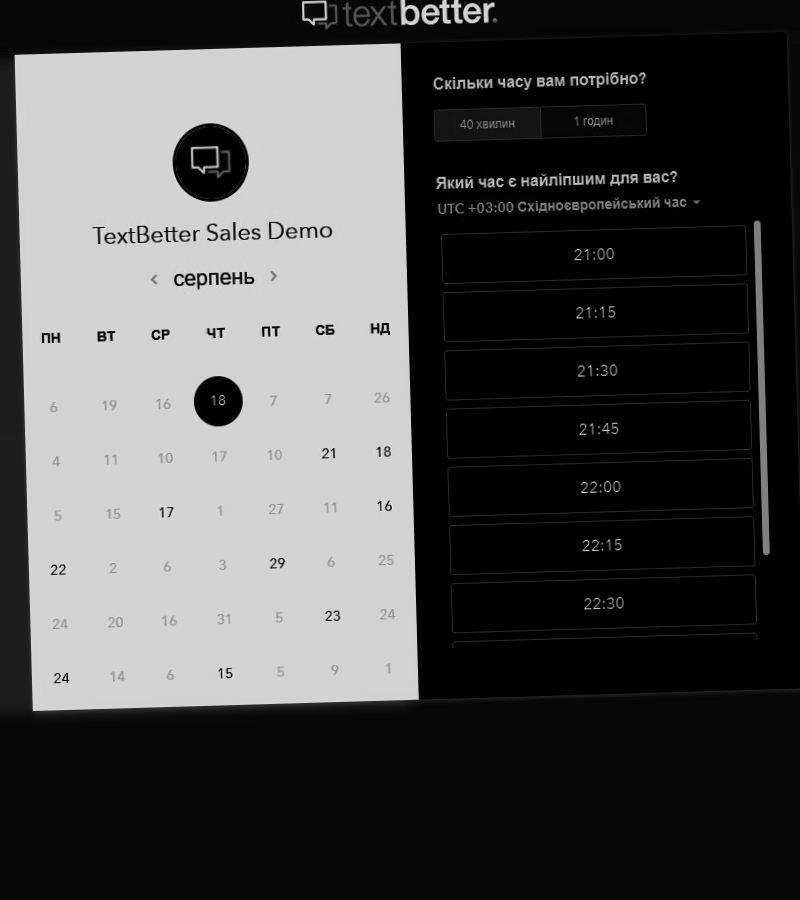 textbetter.
TextBetter Sales Demo
‹ серпень ›
ПН ВТ СР ЧТ ПТ СБ НД
6 19 16 18 7 7 26
4 11 10 17 10 21 18
5 15 17 1 27 11 16
22 2 6 3 29 6 25
24 20 16 31 5 23 24
24 14 6 15 5 9 1
Скільки часу вам потрібно?
40 хвилин 1 годин
Який час є найліпшим для вас?
UTC +03:00 Східноєвропейський час
21:00
21:15
21:30
21:45
22:00
22:15
22:30